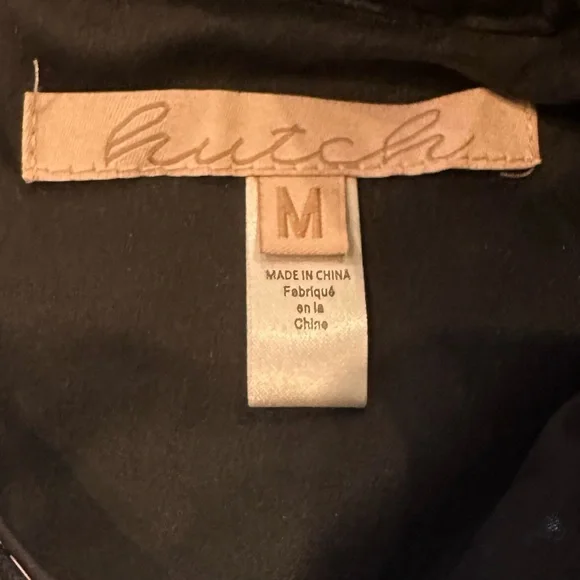 hutch
M
MADE IN CHINA
Fabriqué
en la
Chine